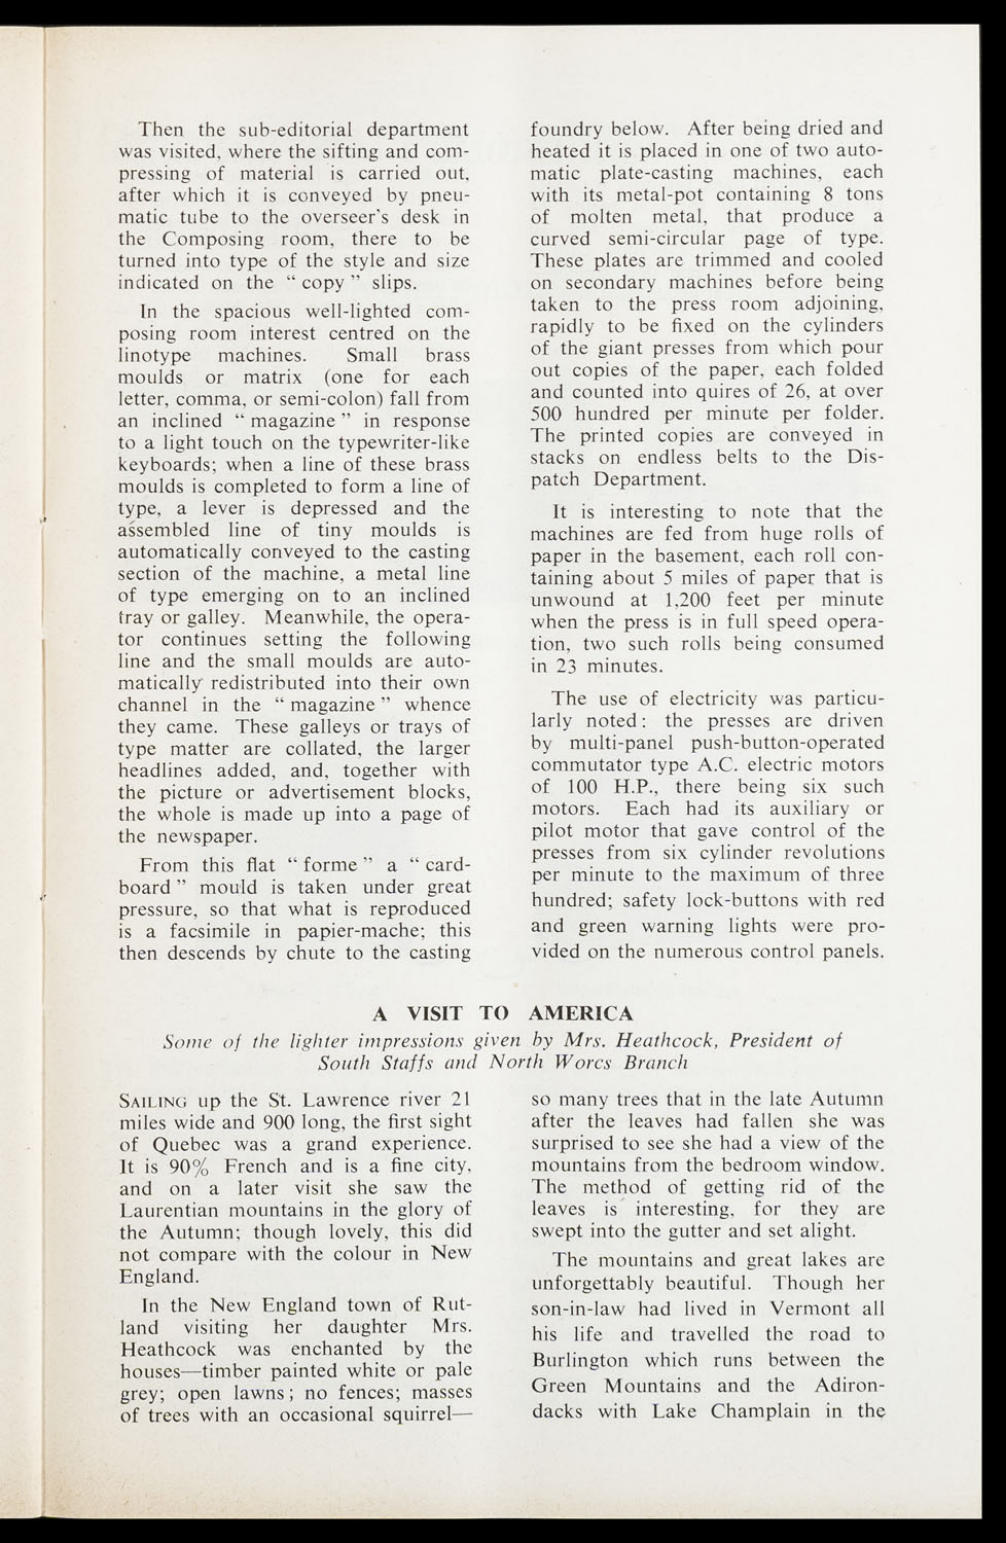 Then the sub-editorial department
was visited, where the sifting and com-
pressing of material is carried out,
after which it is conveyed by pneu-
matic tube to the overseer's desk in
the Composing room, there to be
turned into type of the style and size
indicated on the “ copy ” slips.
In the spacious well-lighted com-
posing room interest centred on the
linotype machines. Small brass
moulds or matrix (one for each
letter, comma, or semi-colon) fall from
an inclined “ magazine ” in response
to a light touch on the typewriter-like
keyboards; when a line of these brass
moulds is completed to form a line of
type, a lever is depressed and the
assembled line of tiny moulds is
automatically conveyed to the casting
section of the machine, a metal line
of type emerging on to an inclined
tray or galley. Meanwhile, the opera-
tor continues setting the following
line and the small moulds are auto-
matically redistributed into their own
channel in the “ magazine ” whence
they came. These galleys or trays of
type matter are collated, the larger
headlines added, and, together with
the picture or advertisement blocks,
the whole is made up into a page of
the newspaper.
From this flat “ forme ” a “ card-
board ” mould is taken under great
pressure, so that what is reproduced
is a facsimile in papier-mache; this
then descends by chute to the casting
foundry below. After being dried and
heated it is placed in one of two auto-
matic plate-casting machines, each
with its metal-pot containing 8 tons
of molten metal, that produce a
curved semi-circular page of type.
These plates are trimmed and cooled
on secondary machines before being
taken to the press room adjoining,
rapidly to be fixed on the cylinders
of the giant presses from which pour
out copies of the paper, each folded
and counted into quires of 26, at over
500 hundred per minute per folder.
The printed copies are conveyed in
stacks on endless belts to the Dis-
patch Department.
It is interesting to note that the
machines are fed from huge rolls of
paper in the basement, each roll con-
taining about 5 miles of paper that is
unwound at 1,200 feet per minute
when the press is in full speed opera-
tion, two such rolls being consumed
in 23 minutes.
The use of electricity was particu-
larly noted: the presses are driven
by multi-panel push-button-operated
commutator type A.C. electric motors
of 100 H.P., there being six such
motors. Each had its auxiliary or
pilot motor that gave control of the
presses from six cylinder revolutions
per minute to the maximum of three
hundred; safety lock-buttons with red
and green warning lights were pro-
vided on the numerous control panels.
A VISIT TO AMERICA
Some of the lighter impressions given by Mrs. Heathcock, President of
South Staffs and North Worcs Branch
SAILING up the St. Lawrence river 21
miles wide and 900 long, the first sight
of Quebec was a grand experience.
It is 90% French and is a fine city,
and on a later visit she saw the
Laurentian mountains in the glory of
the Autumn; though lovely, this did
not compare with the colour in New
England.
In the New England town of Rut-
land visiting her daughter Mrs.
Heathcock was enchanted by the
houses—timber painted white or pale
grey; open lawns; no fences; masses
of trees with an occasional squirrel—
so many trees that in the late Autumn
after the leaves had fallen she was
surprised to see she had a view of the
mountains from the bedroom window.
The method of getting rid of the
leaves is interesting, for they are
swept into the gutter and set alight.
The mountains and great lakes are
unforgettably beautiful. Though her
son-in-law had lived in Vermont all
his life and travelled the road to
Burlington which runs between the
Green Mountains and the Adiron-
dacks with Lake Champlain in the